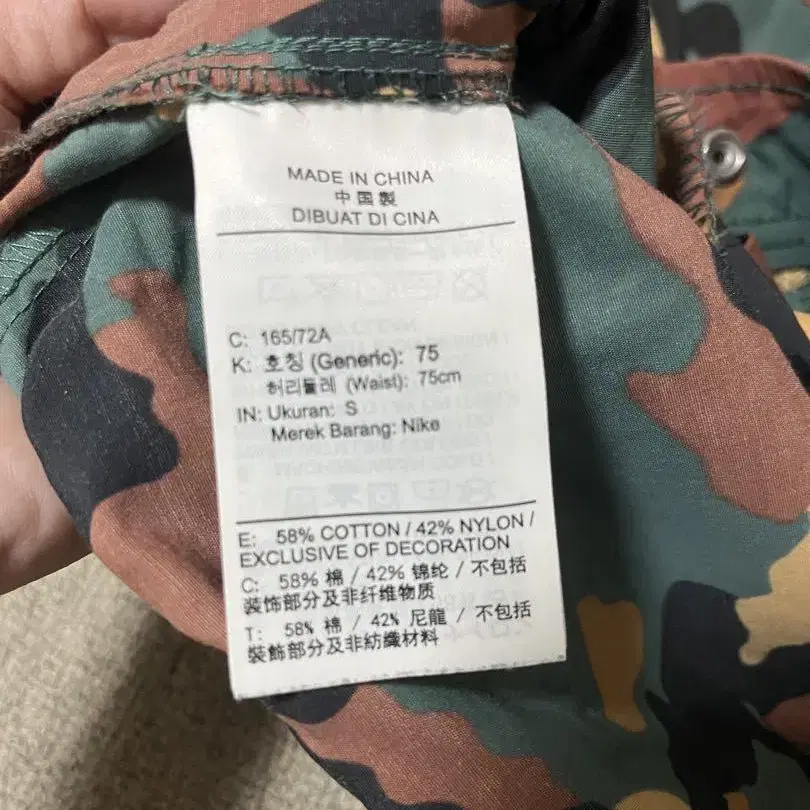 MADE IN CHINA
中国製
DIBUAT DI CINA
C: 165/72A
K: 호칭 (Generic): 75
허리둘레 (Waist): 75cm
IN: Ukuran: S
Merek Barang: Nike
E: 58% COTTON / 42% NYLON /
EXCLUSIVE OF DECORATION
C: 58% 棉 / 42% 锦纶 / 不包括
装饰部分及非纤维物质
T: 58% 棉 / 42% 尼龍 / 不包括
裝飾部分及非紡織材料